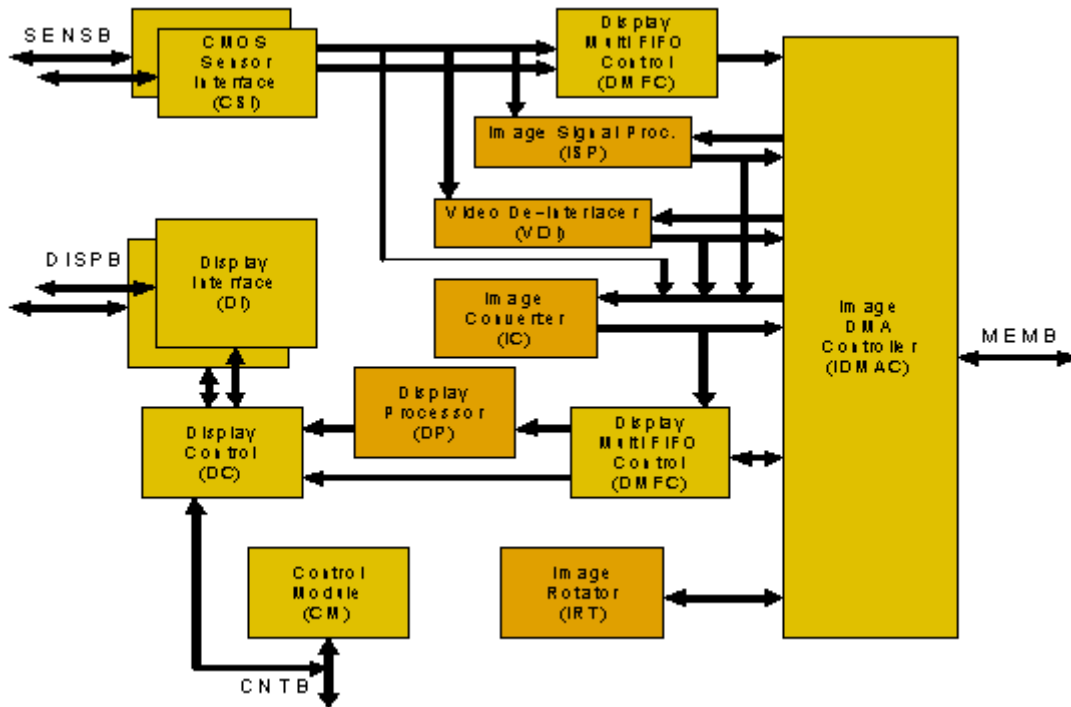 SENSB
CMOS
Sensor
Interface
(CSI)
Display
Multi FIFO
Control
(DMFC)
Image Signal Proc.
(ISP)
Video De-Interlacer
(VDI)
DISPB
Display
Interface
(DI)
Image
Converter
(IC)
Image
DMA
Controller
(IDMAC)
MEMB
Display
Processor
(DP)
Display
Control
(DC)
Display
Multi FIFO
Control
(DMFC)
Control
Module
(CM)
Image
Rotator
(IRT)
CNTB